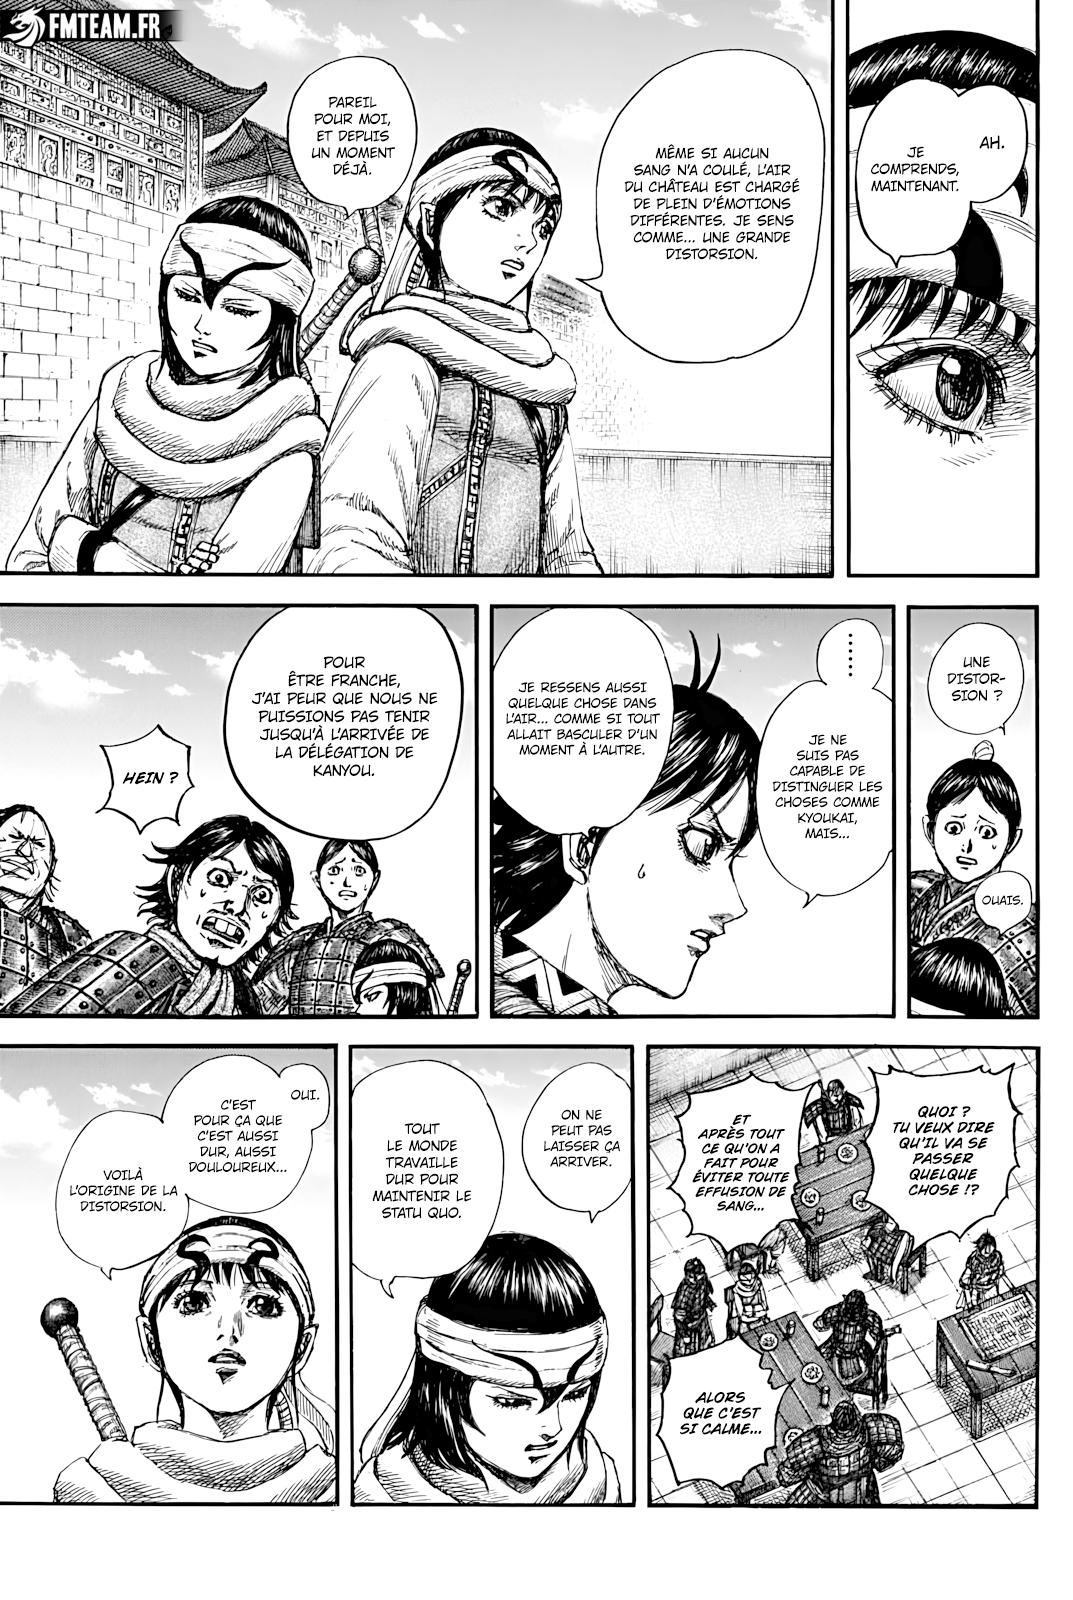 FMTEAM.FR
AH.
JE
COMPRENDS,
MAINTENANT.
MÊME SI AUCUN
SANG N'A COULÉ, L'AIR
DU CHÂTEAU EST CHARGÉ
DE PLEIN D'ÉMOTIONS
DIFFÉRENTES. JE SENS
COMME... UNE GRANDE
DISTORSION.
PAREIL
POUR MOI,
ET DEPUIS
UN MOMENT
DÉJÀ.
UNE
DISTOR-
SION ?
OUAIS.
......
JE NE
SUIS PAS
CAPABLE DE
DISTINGUER LES
CHOSES COMME
KYOUKAI,
MAIS...
JE RESSENS AUSSI
QUELQUE CHOSE DANS
L'AIR... COMME SI TOUT
ALLAIT BASCULER D'UN
MOMENT À L'AUTRE.
POUR
ÊTRE FRANCHE,
J'AI PEUR QUE NOUS NE
PUISSIONS PAS TENIR
JUSQU'À L'ARRIVÉE DE
LA DÉLÉGATION DE
KANYOU.
HEIN ?
QUOI ?
TU VEUX DIRE
QU'IL VA SE
PASSER
QUELQUE
CHOSE !?
ET
APRÈS TOUT
CE QU'ON A
FAIT POUR
ÉVITER TOUTE
EFFUSION DE
SANG...
ALORS
QUE C'EST
SI CALME...
ON NE
PEUT PAS
LAISSER ÇA
ARRIVER.
TOUT
LE MONDE
TRAVAILLE
DUR POUR
MAINTENIR LE
STATU QUO.
OUI.
C'EST
POUR ÇA QUE
C'EST AUSSI
DUR, AUSSI
DOULOUREUX...
VOILÀ
L'ORIGINE DE LA
DISTORSION.